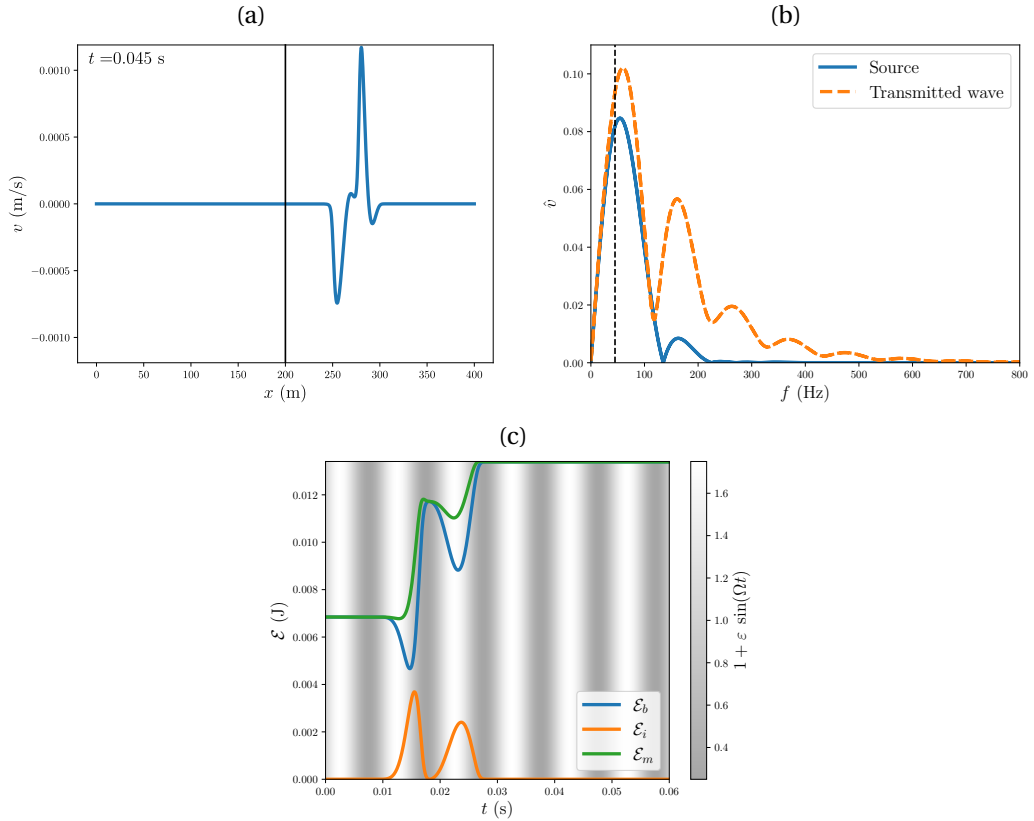 (a)
t =0.045 s
0.0010
0.0005
0.0000
−0.0005
−0.0010
v (m/s)
0 50 100 150 200 250 300 350 400
x (m)
(b)
Source
Transmitted wave
0.10
0.08
0.06
0.04
0.02
0.00
v̂
0 100 200 300 400 500 600 700 800
f (Hz)
(c)
0.012
0.010
0.008
0.006
0.004
0.002
0.000
ℰ (J)
ℰb
ℰi
ℰm
0.00 0.01 0.02 0.03 0.04 0.05 0.06
t (s)
1.6
1.4
1.2
1.0
0.8
0.6
0.4
1 + ε sin(Ωt)